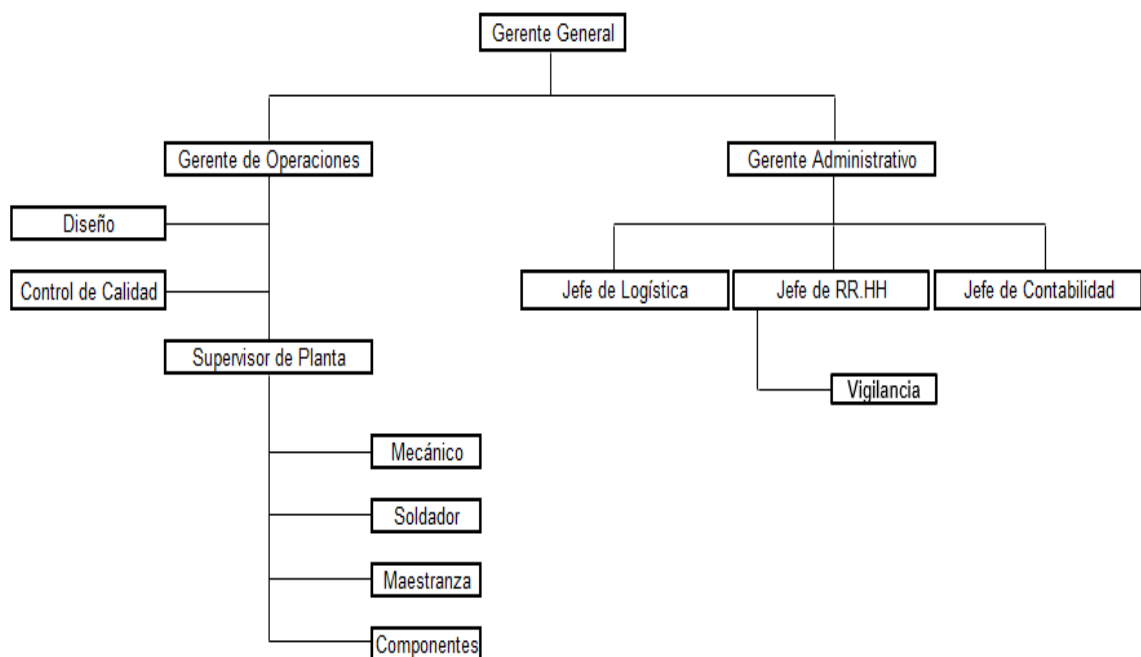 Gerente General
Gerente de Operaciones
Gerente Administrativo
Diseño
Control de Calidad
Jefe de Logística
Jefe de RR.HH
Jefe de Contabilidad
Supervisor de Planta
Vigilancia
Mecánico
Soldador
Maestranza
Componentes